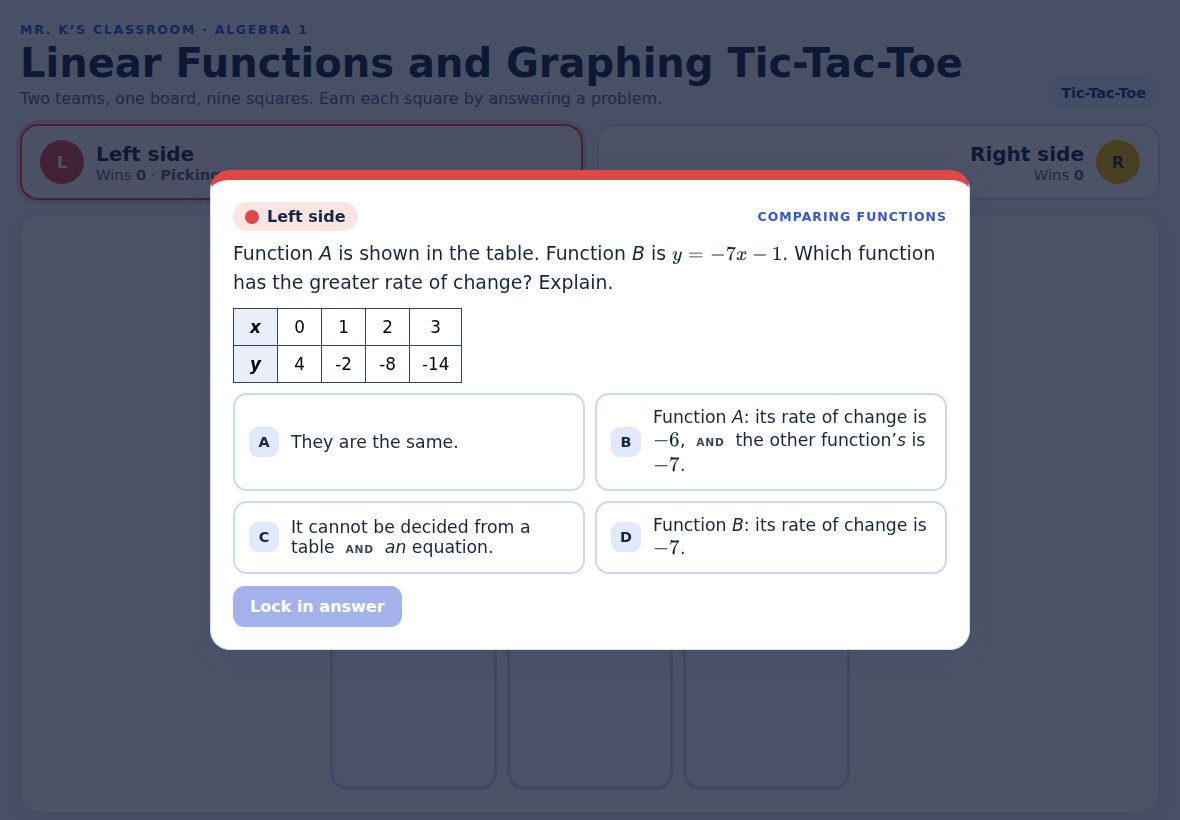 MR. K’S CLASSROOM · ALGEBRA 1
Linear Functions and Graphing Tic-Tac-Toe
Two teams, one board, nine squares. Earn each square by answering a problem.
Tic-Tac-Toe
L
Left side
Wins 0 · Picking
Right side
Wins 0
R
Left side
COMPARING FUNCTIONS
Function A is shown in the table. Function B is y = −7x − 1. Which function
has the greater rate of change? Explain.
x 0 1 2 3
y 4 -2 -8 -14
A They are the same.
B Function A: its rate of change is
−6, AND the other function’s is
−7.
C It cannot be decided from a
table AND an equation.
D Function B: its rate of change is
−7.
Lock in answer